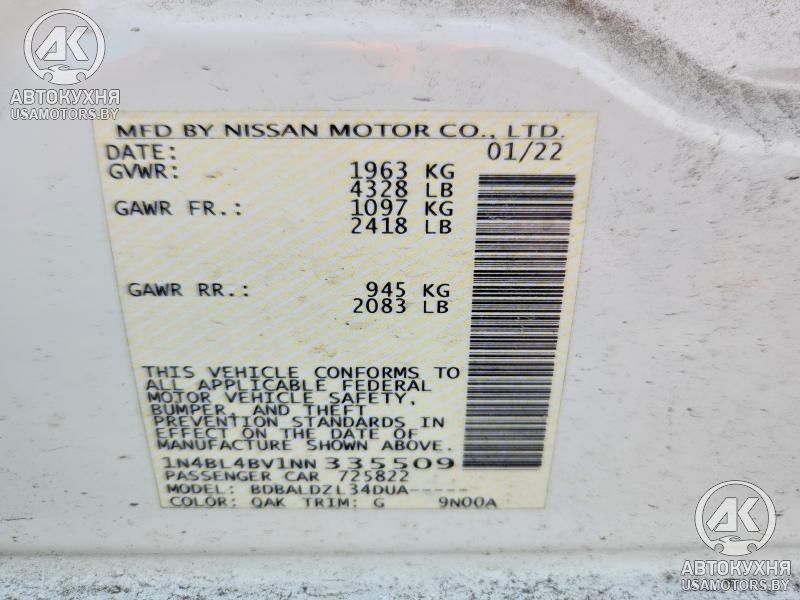 AK
АВТОКУХНЯ
USAMOTORS.BY
MFD BY NISSAN MOTOR CO., LTD.
DATE: 01/22
GVWR: 1963 KG
4328 LB
GAWR FR.: 1097 KG
2418 LB
GAWR RR.: 945 KG
2083 LB
THIS VEHICLE CONFORMS TO
ALL APPLICABLE FEDERAL
MOTOR VEHICLE SAFETY,
BUMPER, AND THEFT
PREVENTION STANDARDS IN
EFFECT ON THE DATE OF
MANUFACTURE SHOWN ABOVE.
1N4BL4BV1NN335509
PASSENGER CAR 725822
MODEL: BDBALDZL34DUA-----
COLOR: QAK TRIM: G 9N00A
AK
АВТОКУХНЯ
USAMOTORS.BY